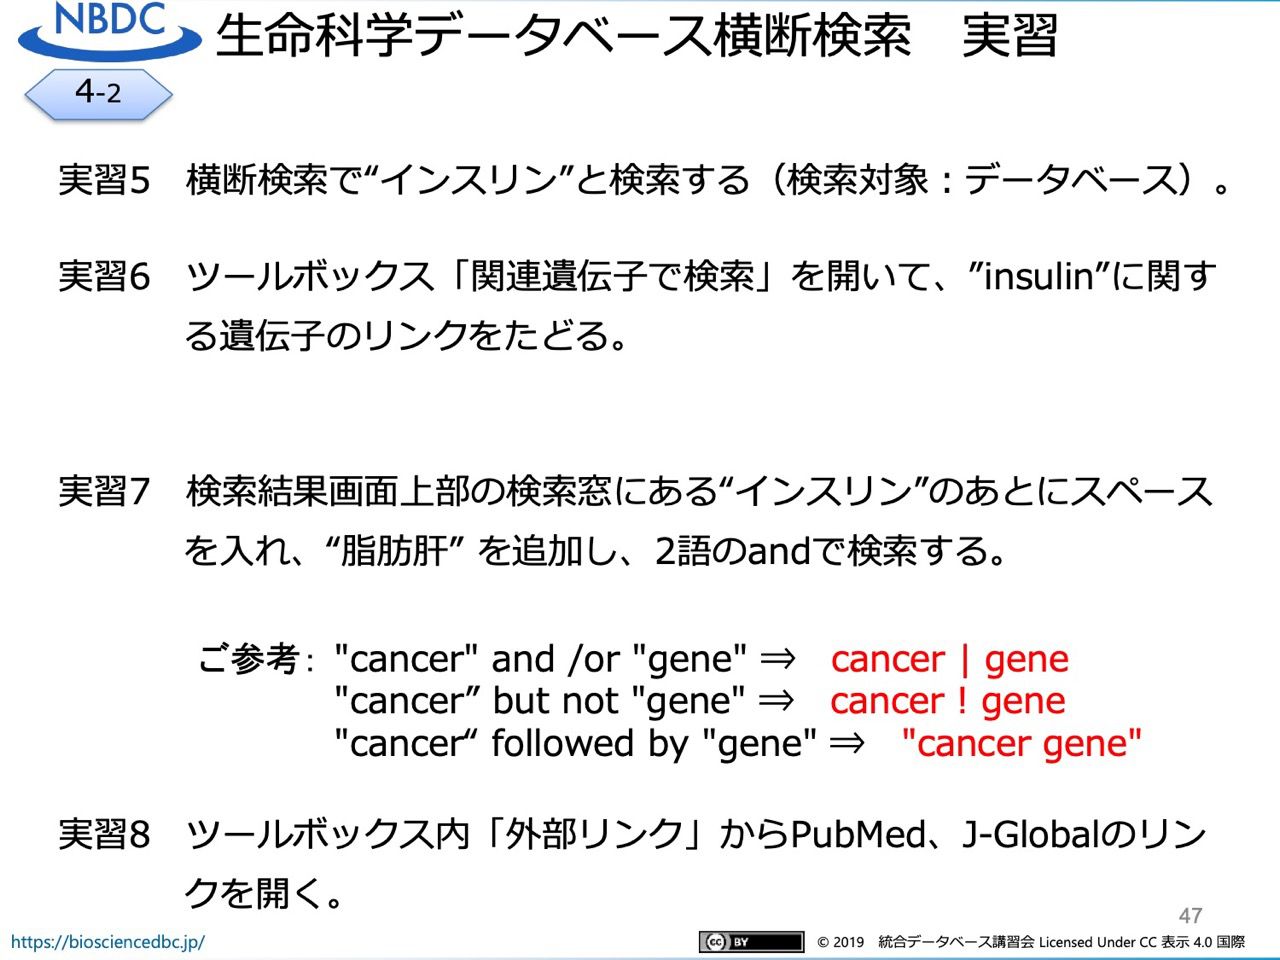 NBDC
生命科学データベース横断検索　実習
4-2
実習5　横断検索で“インスリン”と検索する（検索対象：データベース）。
実習6　ツールボックス「関連遺伝子で検索」を開いて、”insulin”に関す
る遺伝子のリンクをたどる。
実習7　検索結果画面上部の検索窓にある“インスリン”のあとにスペース
を入れ、“脂肪肝” を追加し、2語のandで検索する。
ご参考： "cancer" and /or "gene" ⇒　cancer | gene
"cancer” but not "gene" ⇒　cancer ! gene
"cancer“ followed by "gene" ⇒　"cancer gene"
実習8　ツールボックス内「外部リンク」からPubMed、J-Globalのリン
クを開く。
47
https://biosciencedbc.jp/
cc BY
© 2019　統合データベース講習会 Licensed Under CC 表示 4.0 国際